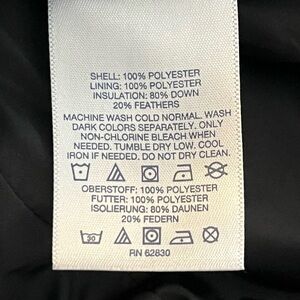 SHELL: 100% POLYESTER
LINING: 100% POLYESTER
INSULATION: 80% DOWN
20% FEATHERS
MACHINE WASH COLD NORMAL. WASH
DARK COLORS SEPARATELY. ONLY
NON-CHLORINE BLEACH WHEN
NEEDED. TUMBLE DRY LOW. COOL
IRON IF NEEDED. DO NOT DRY CLEAN.
OBERSTOFF: 100% POLYESTER
FUTTER: 100% POLYESTER
ISOLIERUNG: 80% DAUNEN
20% FEDERN
30
RN 62830